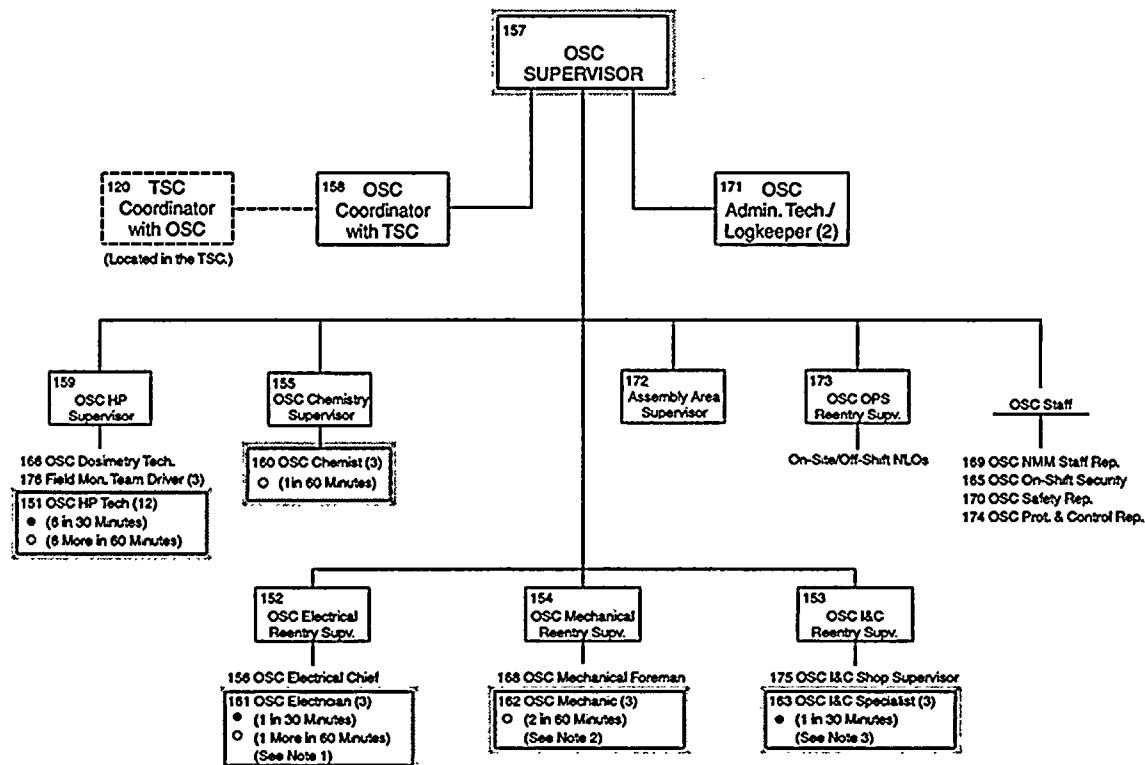 157
OSC
SUPERVISOR
120 TSC
Coordinator
with OSC
(Located in the TSC.)
158 OSC
Coordinator
with TSC
171 OSC
Admin. Tech./
Logkeeper (2)
159
OSC HP
Supervisor
155
OSC Chemistry
Supervisor
172
Assembly Area
Supervisor
173
OSC OPS
Reentry Supv.
OSC Staff
166 OSC Dosimetry Tech.
176 Field Mon. Team Driver (3)
151 OSC HP Tech (12)
● (6 in 30 Minutes)
○ (6 More in 60 Minutes)
160 OSC Chemist (3)
○ (1 in 60 Minutes)
On-Site/Off-Shift NLOs
169 OSC NMM Staff Rep.
165 OSC On-Shift Security
170 OSC Safety Rep.
174 OSC Prot. & Control Rep.
152
OSC Electrical
Reentry Supv.
154
OSC Mechanical
Reentry Supv.
153
OSC I&C
Reentry Supv.
156 OSC Electrical Chief
161 OSC Electrician (3)
● (1 in 30 Minutes)
○ (1 More in 60 Minutes)
(See Note 1)
168 OSC Mechanical Foreman
162 OSC Mechanic (3)
○ (2 in 60 Minutes)
(See Note 2)
175 OSC I&C Shop Supervisor
163 OSC I&C Specialist (3)
● (1 in 30 Minutes)
(See Note 3)